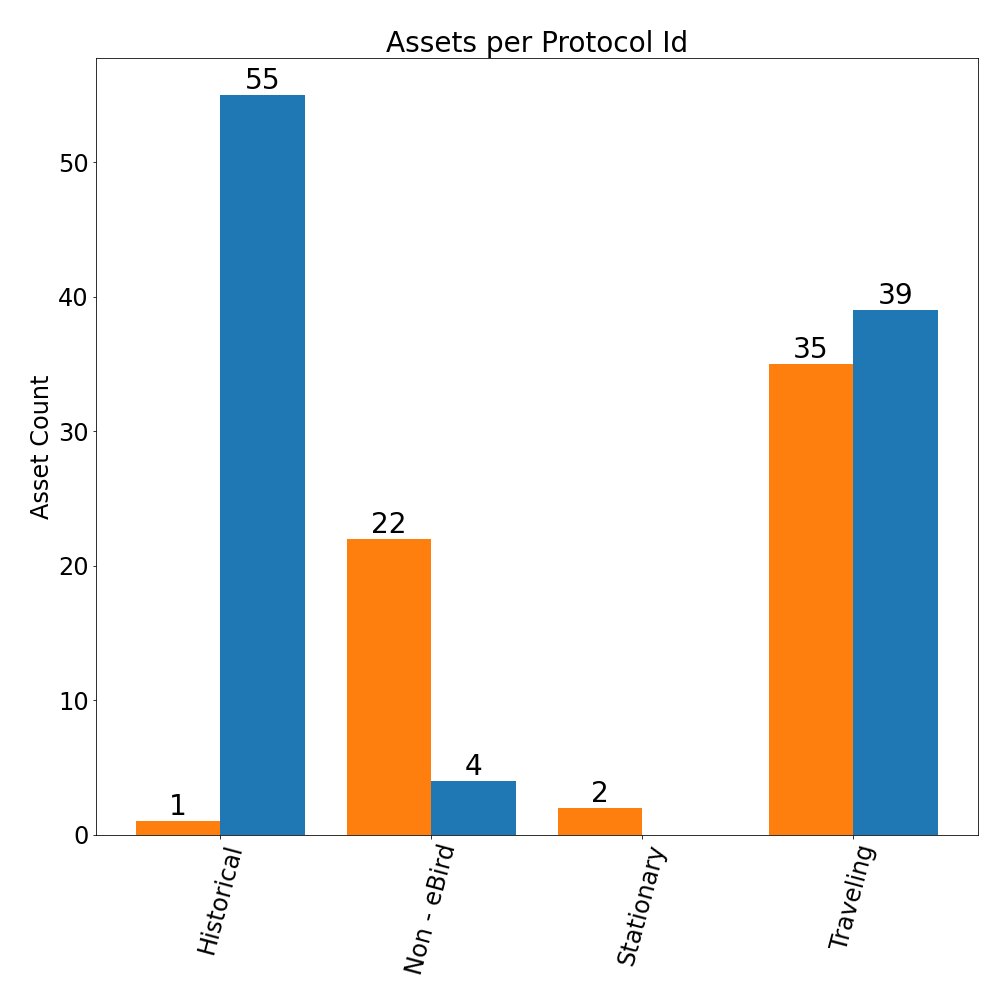 Assets per Protocol Id
55
50
40
39
35
30
Asset Count
22
20
10
4
2
1
0
Historical
Non - eBird
Stationary
Traveling